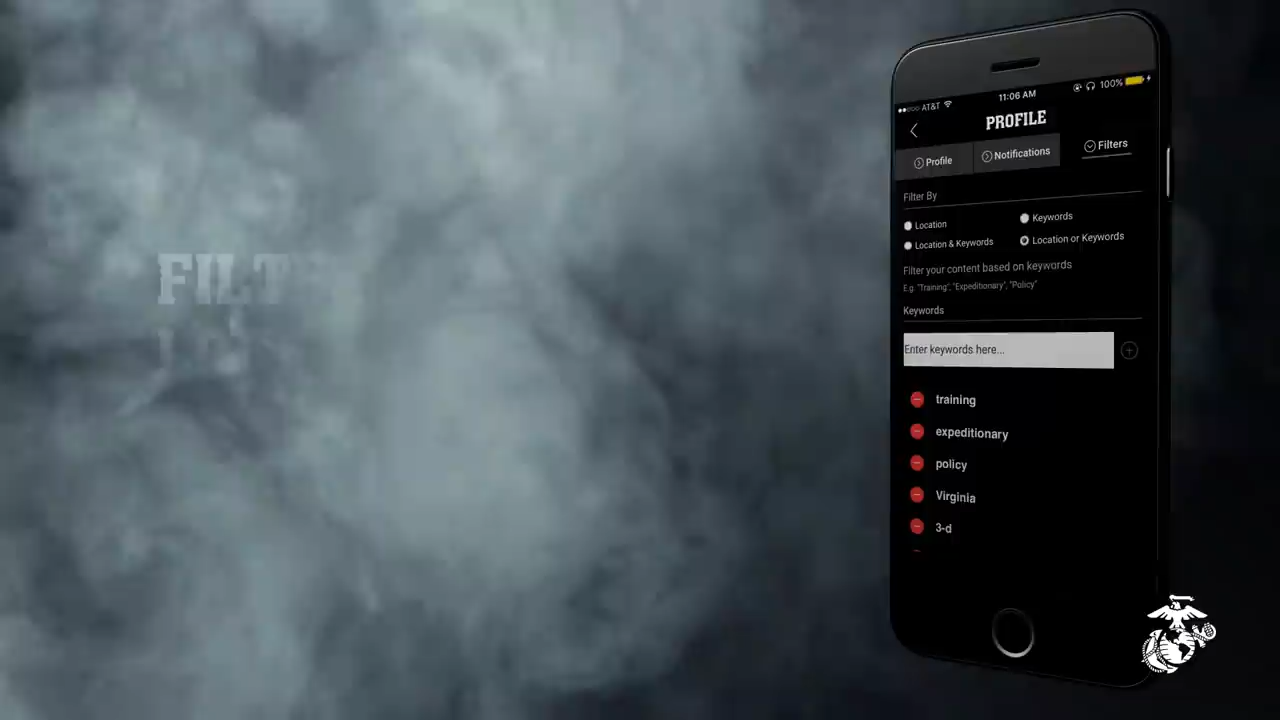 AT&T 11:06 AM 100%
PROFILE
Profile Notifications Filters
Filter By
Location Keywords
Location & Keywords Location or Keywords
Filter your content based on keywords
E.g. "Training", "Expeditionary", "Policy"
Keywords
Enter keywords here...
training
expeditionary
policy
Virginia
3-d
FILT